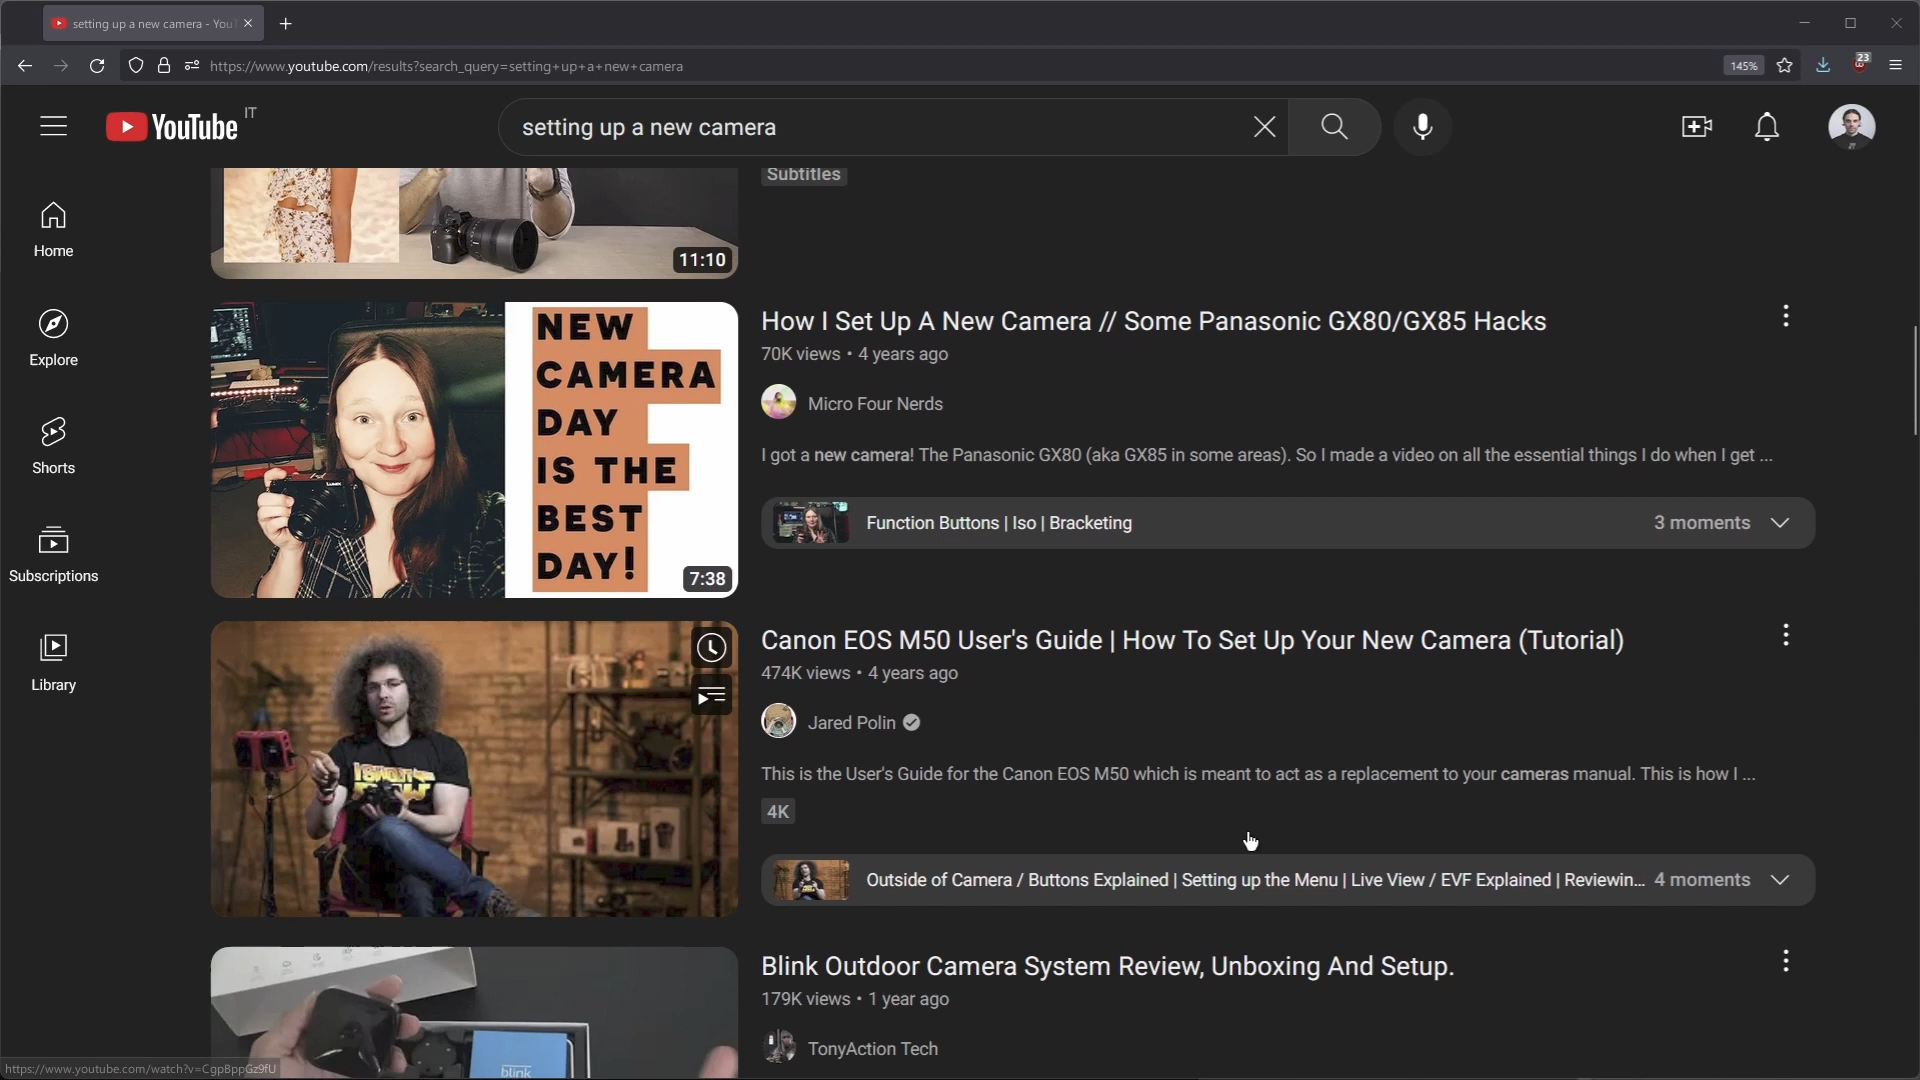 setting up a new camera - You
https://www.youtube.com/results?search_query=setting+up+a+new+camera
145%
23
YouTube
IT
setting up a new camera
Home
Explore
Shorts
Subscriptions
Library
Subtitles
11:10
NEW
CAMERA
DAY
IS THE
BEST
DAY!
7:38
How I Set Up A New Camera // Some Panasonic GX80/GX85 Hacks
70K views • 4 years ago
Micro Four Nerds
I got a new camera! The Panasonic GX80 (aka GX85 in some areas). So I made a video on all the essential things I do when I get ...
Function Buttons | Iso | Bracketing
3 moments
Canon EOS M50 User's Guide | How To Set Up Your New Camera (Tutorial)
474K views • 4 years ago
Jared Polin
This is the User's Guide for the Canon EOS M50 which is meant to act as a replacement to your cameras manual. This is how I ...
4K
Outside of Camera / Buttons Explained | Setting up the Menu | Live View / EVF Explained | Reviewin...
4 moments
Blink Outdoor Camera System Review, Unboxing And Setup.
179K views • 1 year ago
TonyAction Tech
blink
https://www.youtube.com/watch?v=CgpBppGz9fU